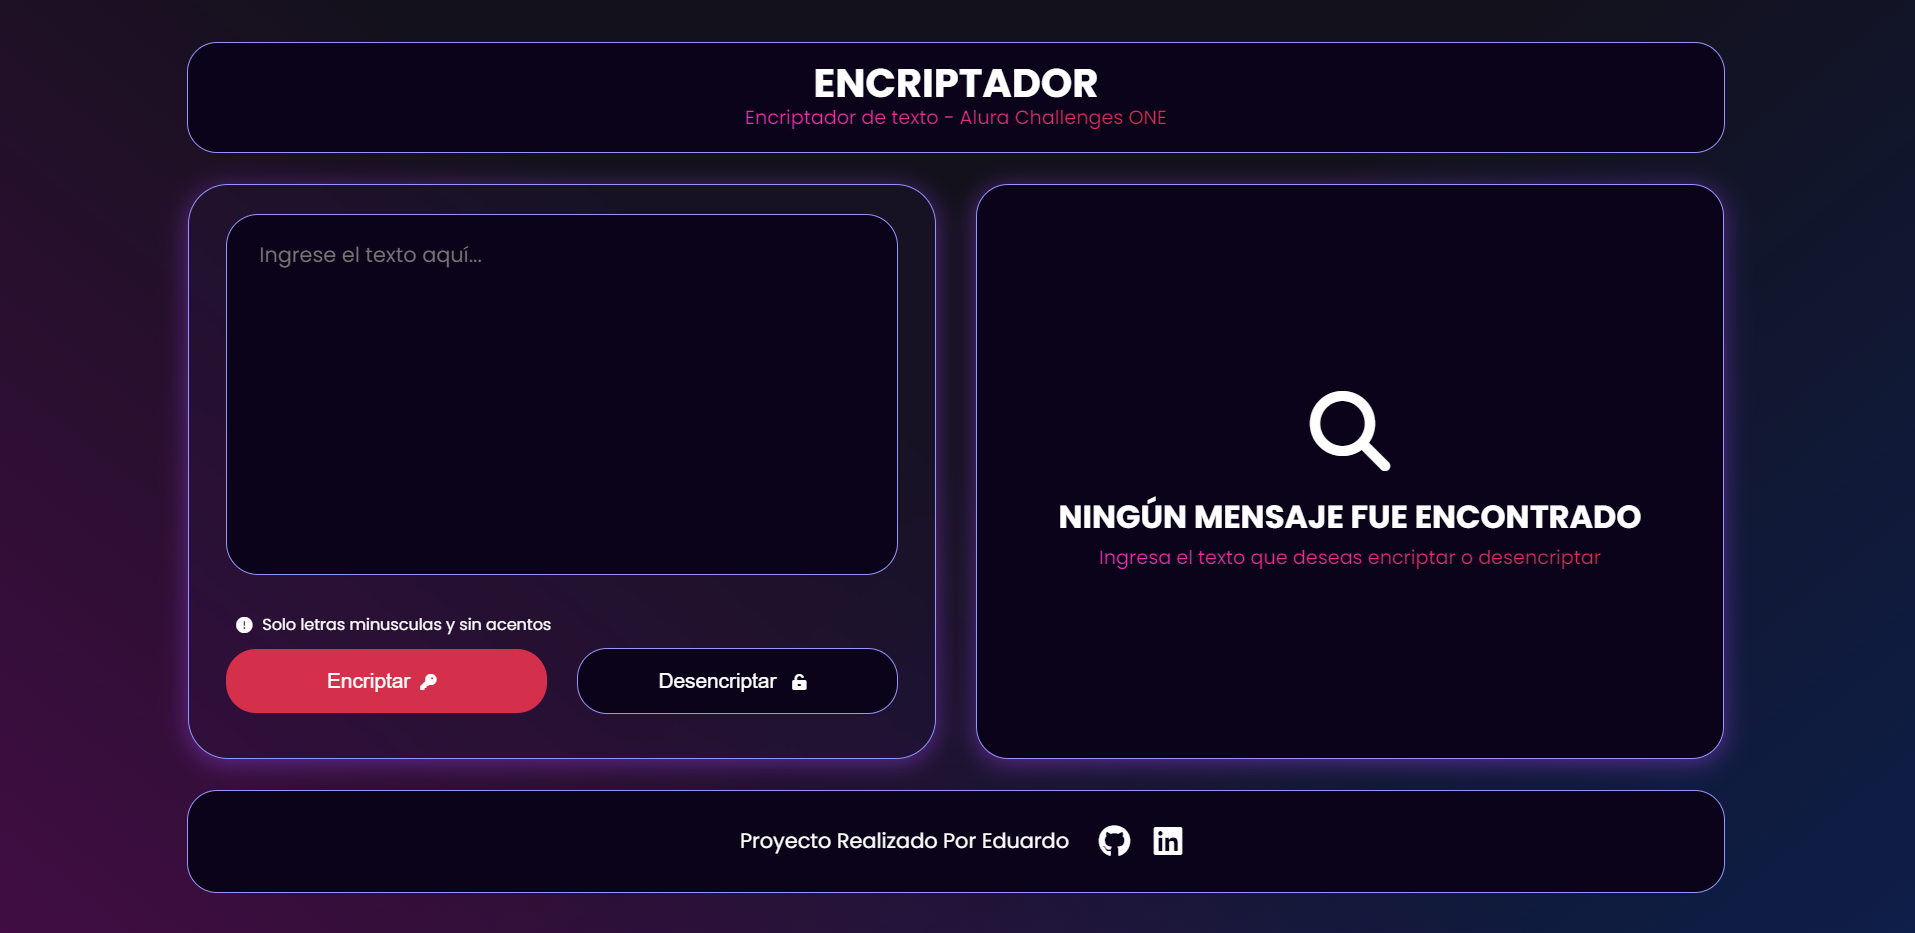 ENCRIPTADOR
Encriptador de texto - Alura Challenges ONE
Ingrese el texto aquí...
Solo letras minusculas y sin acentos
Encriptar
Desencriptar
NINGÚN MENSAJE FUE ENCONTRADO
Ingresa el texto que deseas encriptar o desencriptar
Proyecto Realizado Por Eduardo